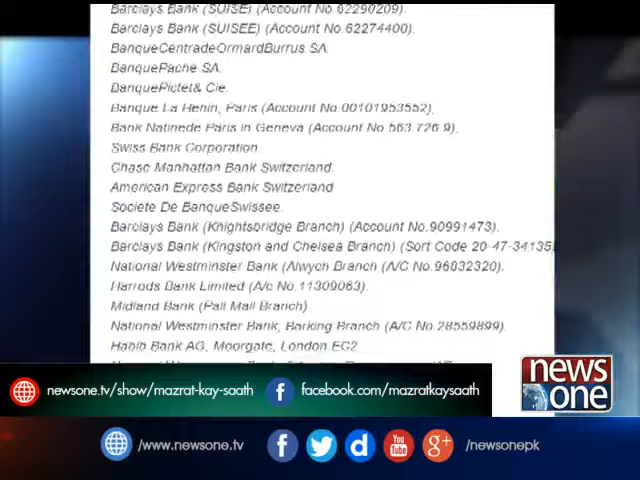 Barclays Bank (SUISE) (Account No.62290209).
Barclays Bank (SUISEE) (Account No.62274400).
BanqueCentradeOrmardBurrus SA.
BanquePache SA.
BanquePictet& Cie.
Banque La Henin, Paris (Account No.00101953552),
Bank Natinede Paris in Geneva (Account No.563.726.9),
Swiss Bank Corporation.
Chase Manhattan Bank Switzerland.
American Express Bank Switzerland
Societe De BanqueSwissee.
Barclays Bank (Knightsbridge Branch) (Account No.90991473).
Barclays Bank (Kingston and Chelsea Branch) (Sort Code 20-47-34135
National Westminster Bank (Alwych Branch (A/C No.96832320).
Harrods Bank Limited (A/c No.11309063).
Midland Bank (Pall Mall Branch)
National Westminster Bank, Barking Branch (A/C No.28559899).
Habib Bank AG, Moorgate, London EC2
newsone.tv/show/mazrat-kay-saath
facebook.com/mazratkaysaath
news
one
/www.newsone.tv
/newsonepk